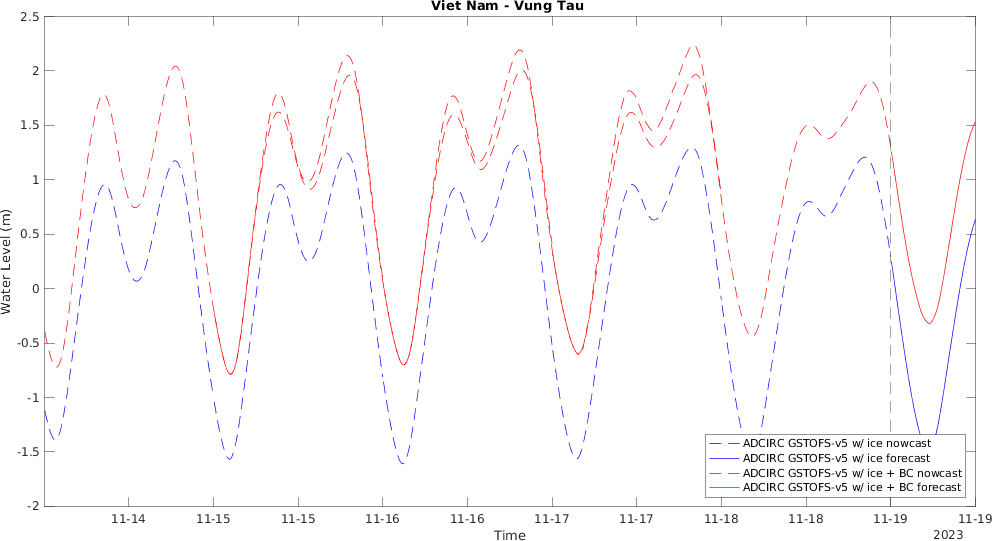 Viet Nam - Vung Tau
2.5
2
1.5
1
0.5
0
-0.5
-1
-1.5
-2
Water Level (m)
ADCIRC GSTOFS-v5 w/ ice nowcast
ADCIRC GSTOFS-v5 w/ ice forecast
ADCIRC GSTOFS-v5 w/ ice + BC nowcast
ADCIRC GSTOFS-v5 w/ ice + BC forecast
11-14 11-15 11-15 11-16 11-16 11-17 11-17 11-18 11-18 11-19 11-19
Time
2023